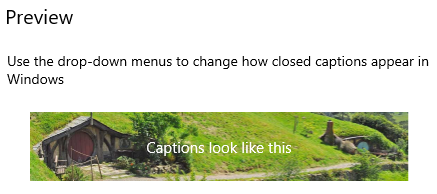 Preview
Use the drop-down menus to change how closed captions appear in
Windows
Captions look like this